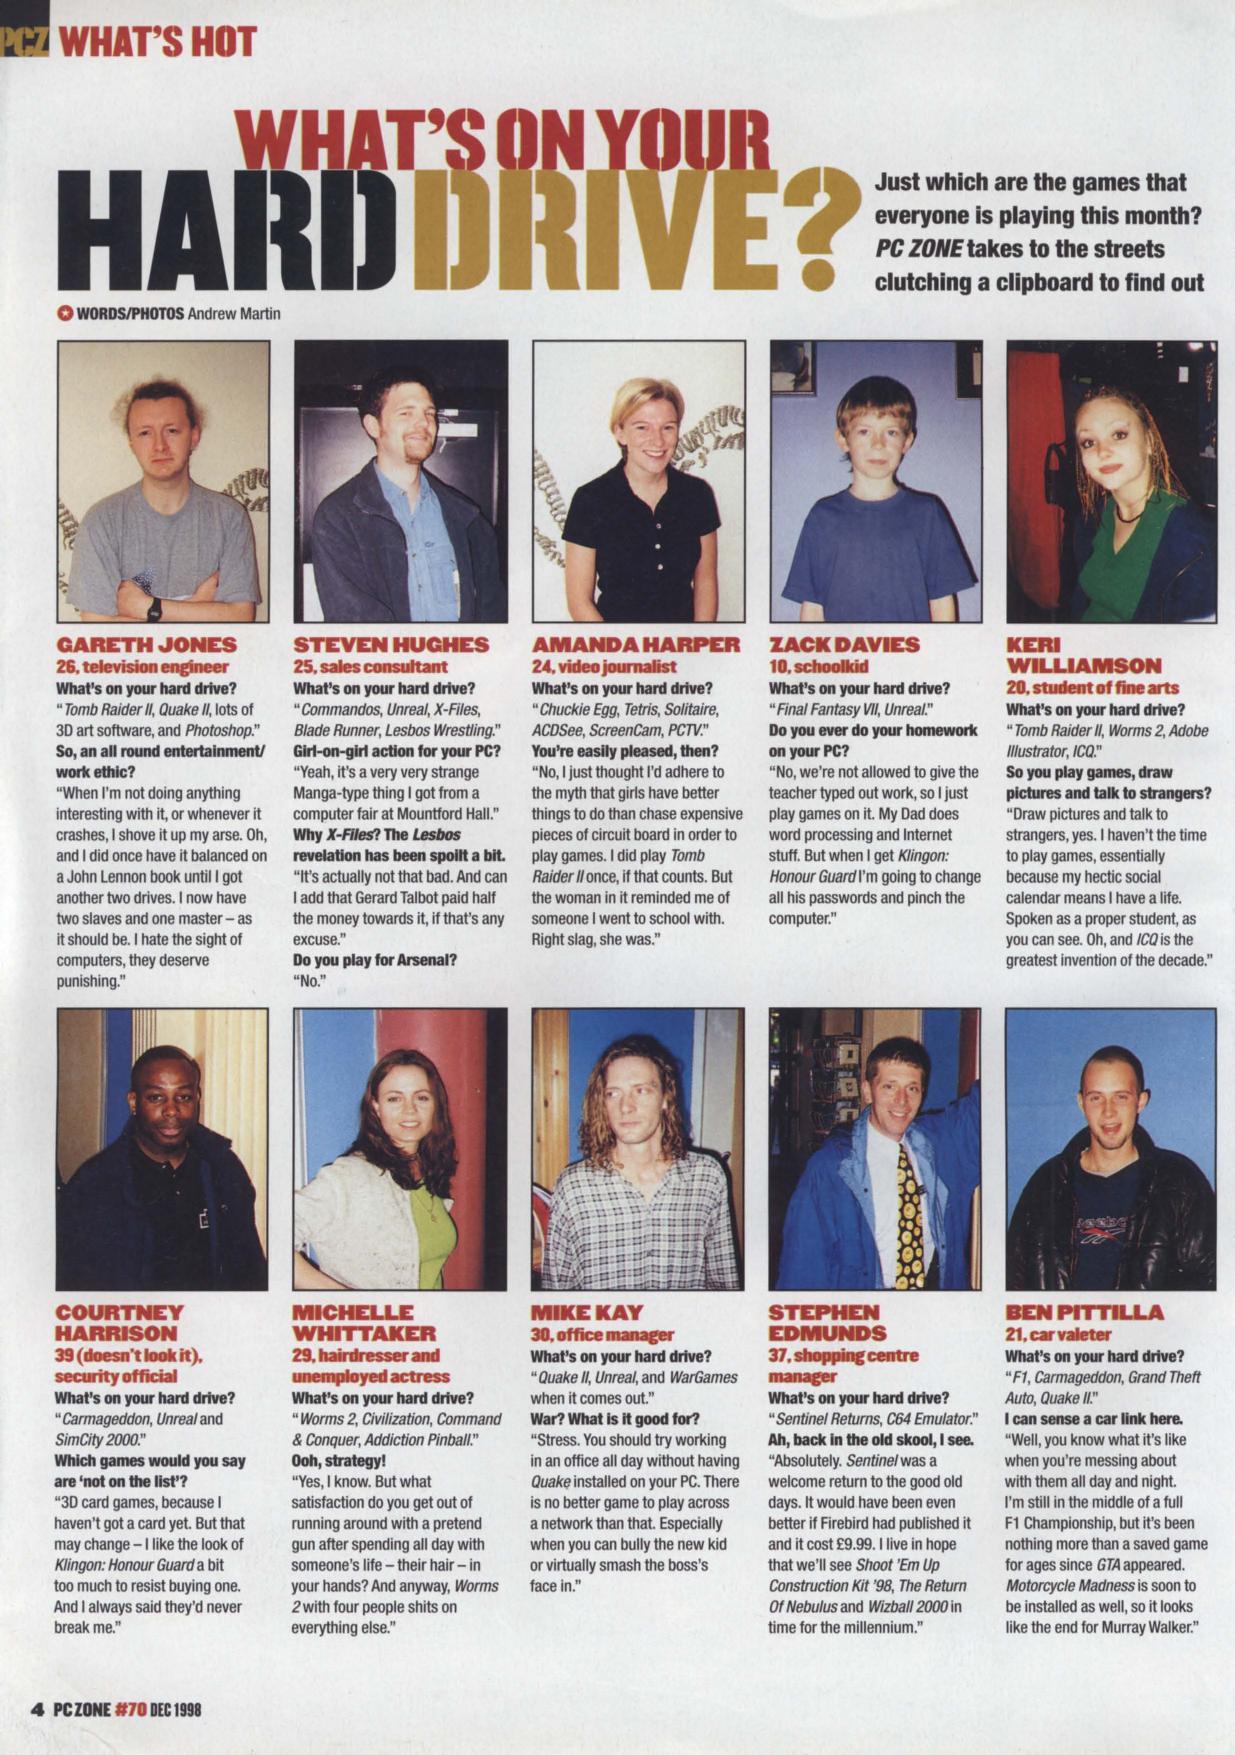 PCZ WHAT'S HOT
WHAT'S ON YOUR
HARD DRIVE?
Just which are the games that
everyone is playing this month?
PC ZONE takes to the streets
clutching a clipboard to find out
WORDS/PHOTOS Andrew Martin
GARETH JONES
26, television engineer
What's on your hard drive?
"Tomb Raider II, Quake II, lots of
3D art software, and Photoshop."
So, an all round entertainment/
work ethic?
"When I'm not doing anything
interesting with it, or whenever it
crashes, I shove it up my arse. Oh,
and I did once have it balanced on
a John Lennon book until I got
another two drives. I now have
two slaves and one master – as
it should be. I hate the sight of
computers, they deserve
punishing."
STEVEN HUGHES
25, sales consultant
What's on your hard drive?
"Commandos, Unreal, X-Files,
Blade Runner, Lesbos Wrestling."
Girl-on-girl action for your PC?
"Yeah, it's a very very strange
Manga-type thing I got from a
computer fair at Mountford Hall."
Why X-Files? The Lesbos
revelation has been spoilt a bit.
"It's actually not that bad. And can
I add that Gerard Talbot paid half
the money towards it, if that's any
excuse."
Do you play for Arsenal?
"No."
AMANDA HARPER
24, video journalist
What's on your hard drive?
"Chuckie Egg, Tetris, Solitaire,
ACDSee, ScreenCam, PCTV."
You're easily pleased, then?
"No, I just thought I'd adhere to
the myth that girls have better
things to do than chase expensive
pieces of circuit board in order to
play games. I did play Tomb
Raider II once, if that counts. But
the woman in it reminded me of
someone I went to school with.
Right slag, she was."
ZACK DAVIES
10, schoolkid
What's on your hard drive?
"Final Fantasy VII, Unreal."
Do you ever do your homework
on your PC?
"No, we're not allowed to give the
teacher typed out work, so I just
play games on it. My Dad does
word processing and Internet
stuff. But when I get Klingon:
Honour Guard I'm going to change
all his passwords and pinch the
computer."
KERI
WILLIAMSON
20, student of fine arts
What's on your hard drive?
"Tomb Raider II, Worms 2, Adobe
Illustrator, ICQ."
So you play games, draw
pictures and talk to strangers?
"Draw pictures and talk to
strangers, yes. I haven't the time
to play games, essentially
because my hectic social
calendar means I have a life.
Spoken as a proper student, as
you can see. Oh, and ICQ is the
greatest invention of the decade."
COURTNEY
HARRISON
39 (doesn't look it),
security official
What's on your hard drive?
"Carmageddon, Unreal and
SimCity 2000."
Which games would you say
are 'not on the list'?
"3D card games, because I
haven't got a card yet. But that
may change – I like the look of
Klingon: Honour Guard a bit
too much to resist buying one.
And I always said they'd never
break me."
MICHELLE
WHITTAKER
29, hairdresser and
unemployed actress
What's on your hard drive?
"Worms 2, Civilization, Command
& Conquer, Addiction Pinball."
Ooh, strategy!
"Yes, I know. But what
satisfaction do you get out of
running around with a pretend
gun after spending all day with
someone's life – their hair – in
your hands? And anyway, Worms
2 with four people shits on
everything else."
MIKE KAY
30, office manager
What's on your hard drive?
"Quake II, Unreal, and WarGames
when it comes out."
War? What is it good for?
"Stress. You should try working
in an office all day without having
Quake installed on your PC. There
is no better game to play across
a network than that. Especially
when you can bully the new kid
or virtually smash the boss's
face in."
STEPHEN
EDMUNDS
37, shopping centre
manager
What's on your hard drive?
"Sentinel Returns, C64 Emulator."
Ah, back in the old skool, I see.
"Absolutely. Sentinel was a
welcome return to the good old
days. It would have been even
better if Firebird had published it
and it cost £9.99. I live in hope
that we'll see Shoot 'Em Up
Construction Kit '98, The Return
Of Nebulus and Wizball 2000 in
time for the millennium."
Reebok
BEN PITTILLA
21, car valeter
What's on your hard drive?
"F1, Carmageddon, Grand Theft
Auto, Quake II."
I can sense a car link here.
"Well, you know what it's like
when you're messing about
with them all day and night.
I'm still in the middle of a full
F1 Championship, but it's been
nothing more than a saved game
for ages since GTA appeared.
Motorcycle Madness is soon to
be installed as well, so it looks
like the end for Murray Walker."
4 PC ZONE #70 DEC 1998